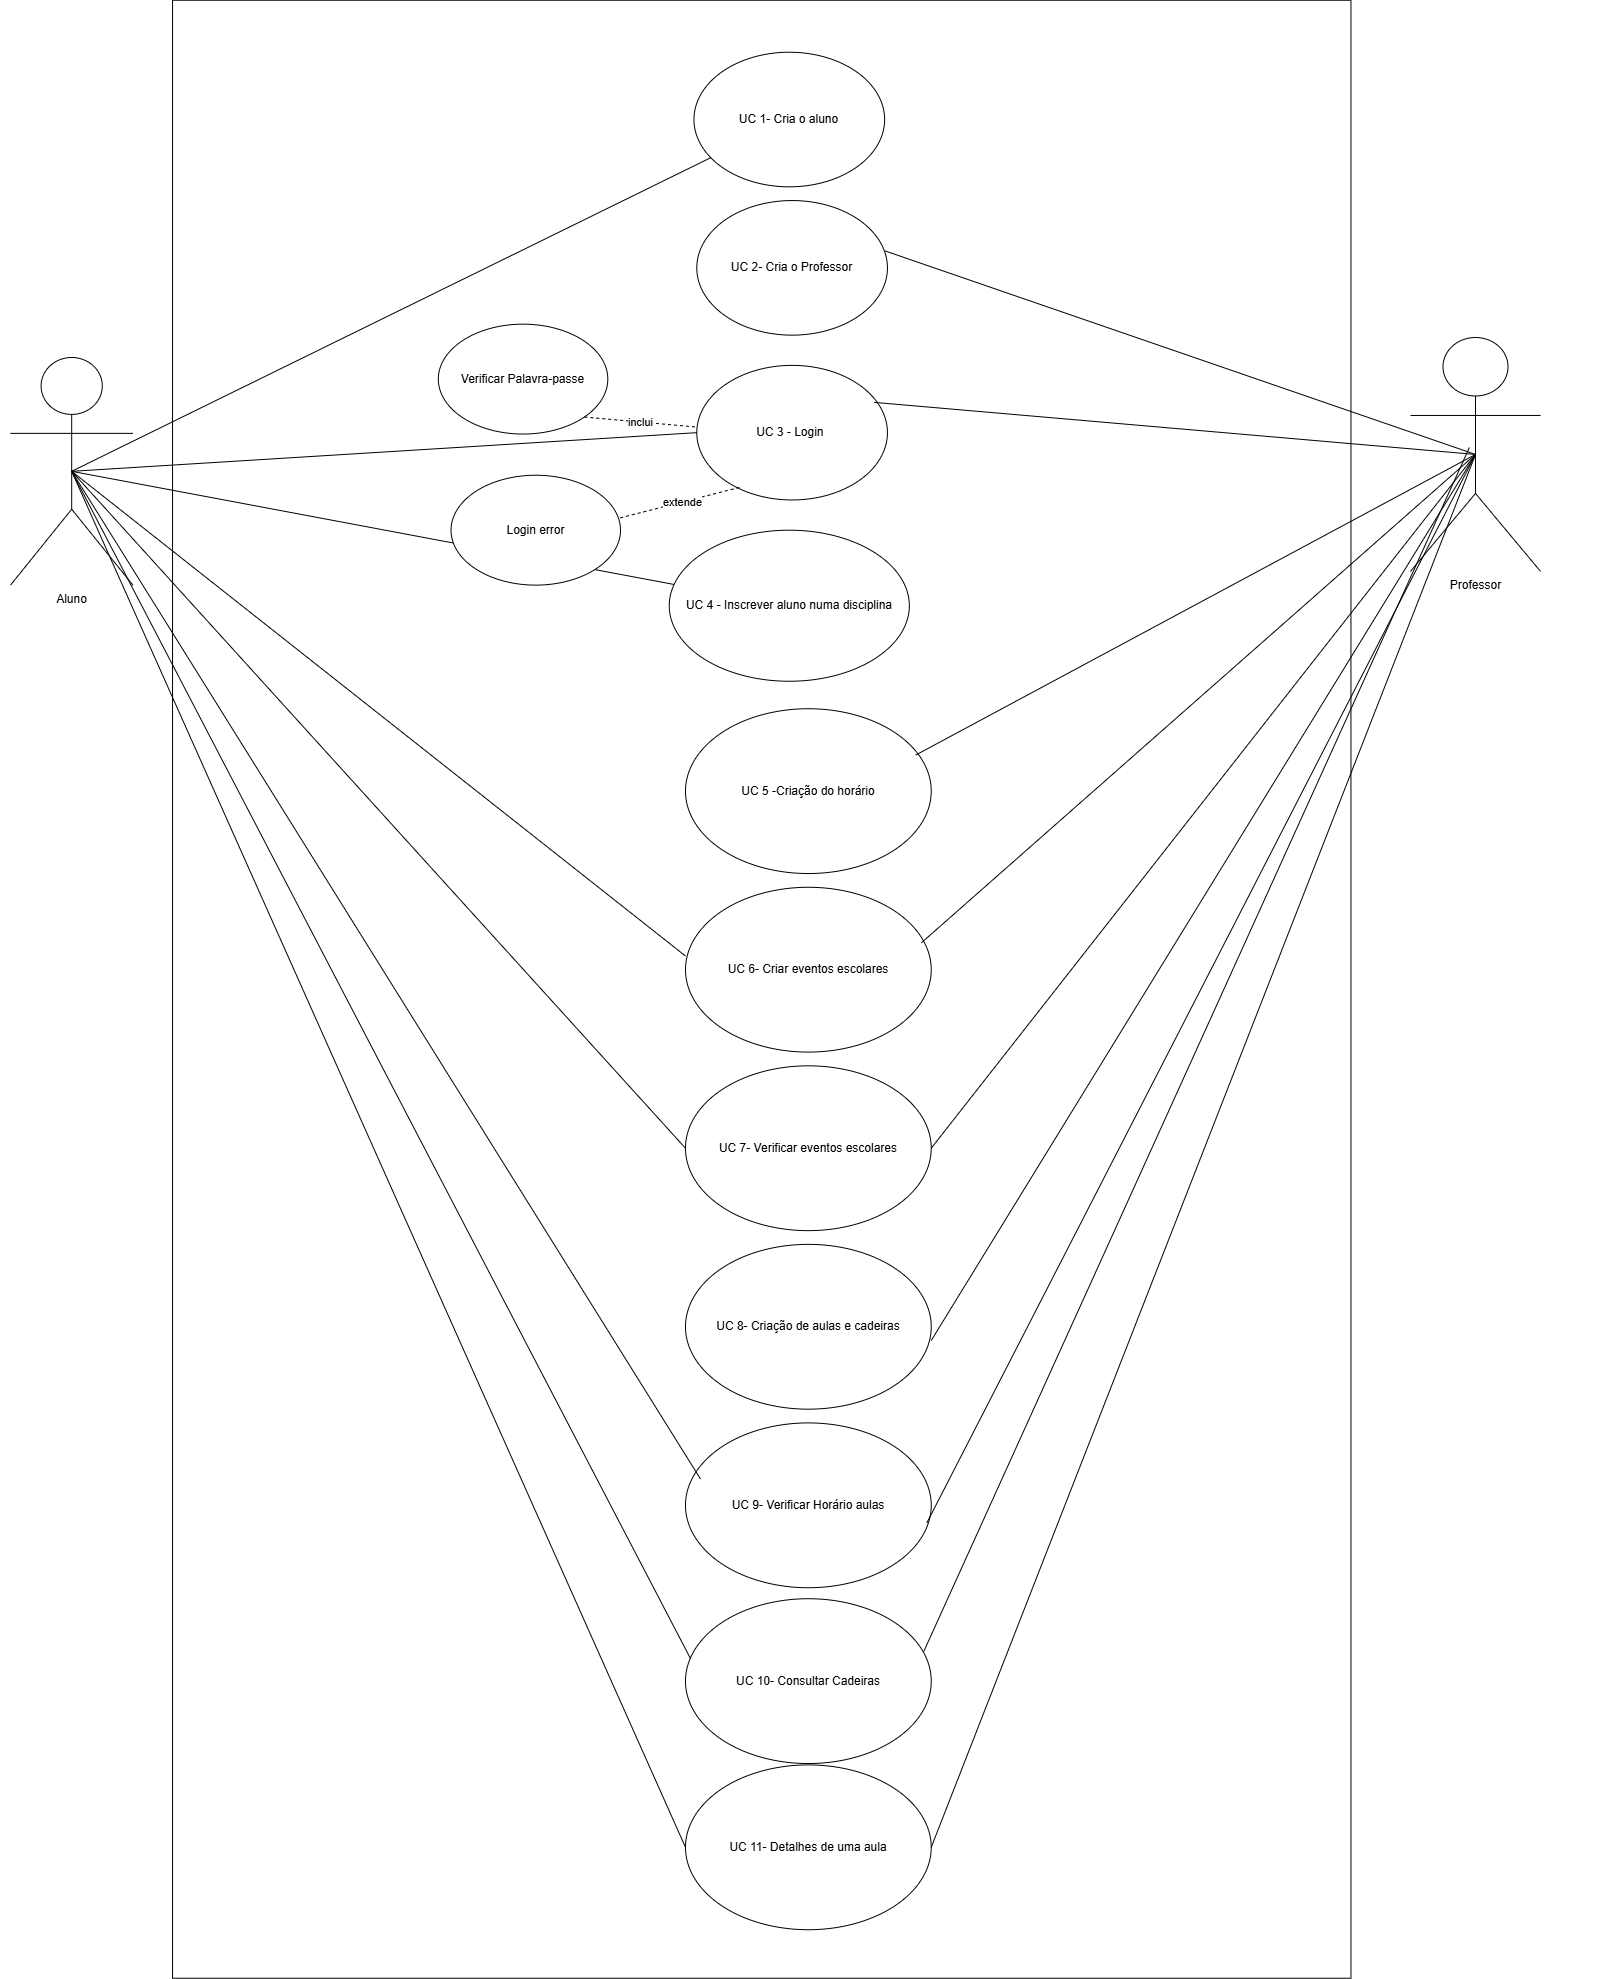 UC 1- Cria o aluno
UC 2- Cria o Professor
Verificar Palavra-passe
inclui
UC 3 - Login
extende
Login error
Aluno
Professor
UC 4 - Inscrever aluno numa disciplina
UC 5 -Criação do horário
UC 6- Criar eventos escolares
UC 7- Verificar eventos escolares
UC 8- Criação de aulas e cadeiras
UC 9- Verificar Horário aulas
UC 10- Consultar Cadeiras
UC 11- Detalhes de uma aula